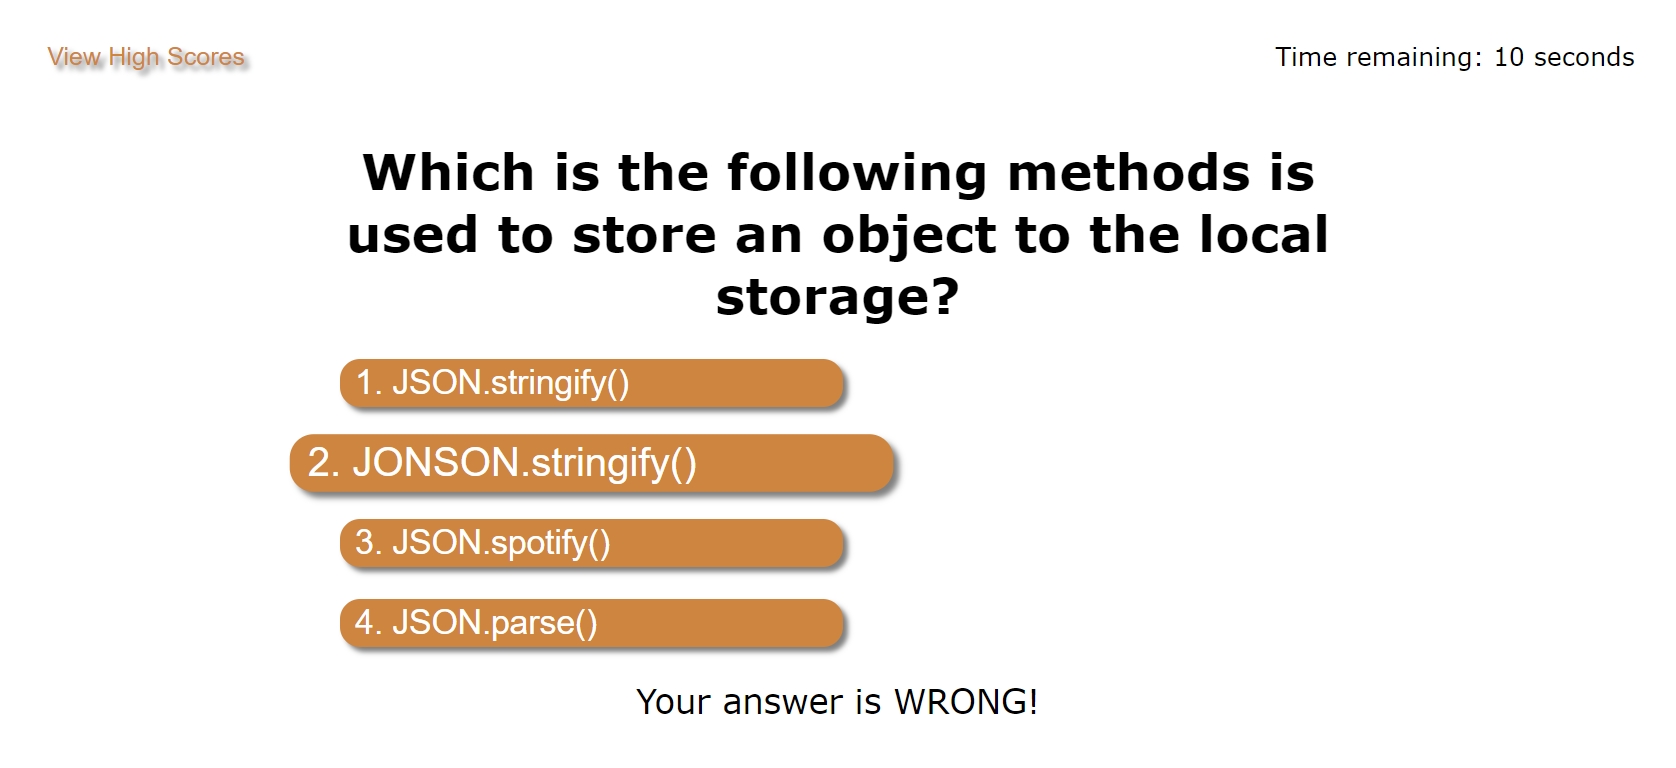 View High Scores
Time remaining: 10 seconds
Which is the following methods is
used to store an object to the local
storage?
1. JSON.stringify()
2. JONSON.stringify()
3. JSON.spotify()
4. JSON.parse()
Your answer is WRONG!